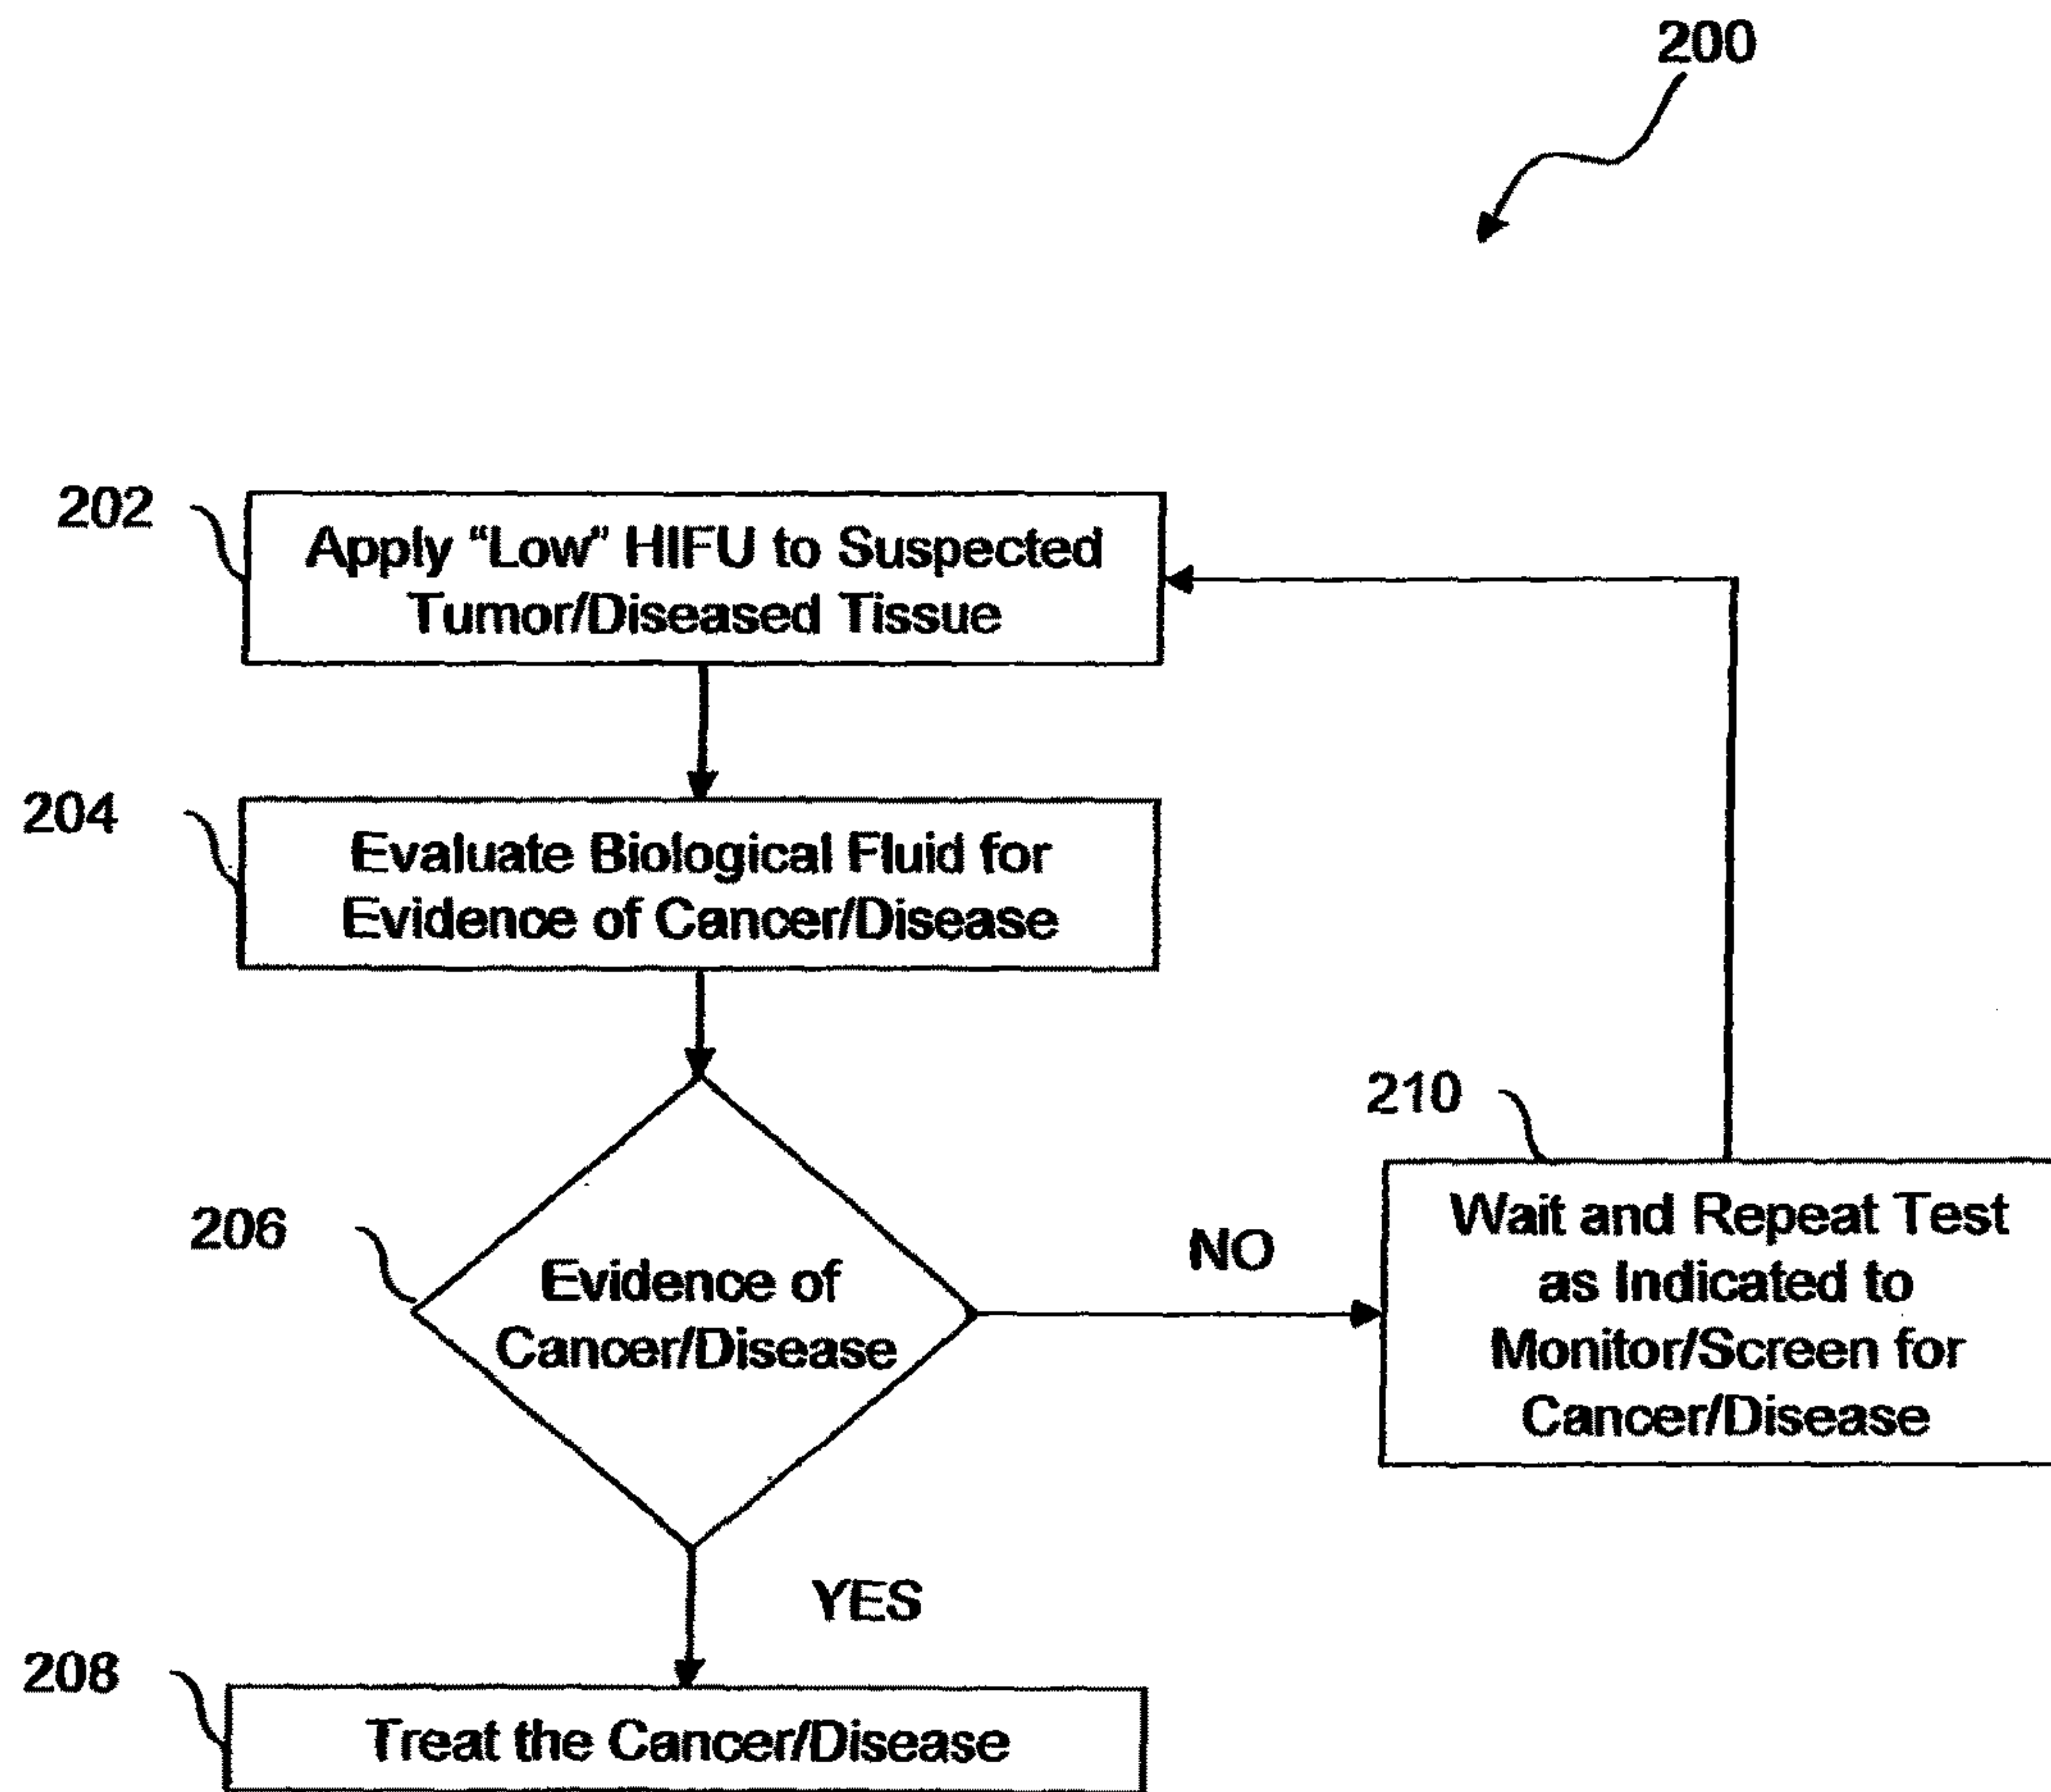 200
202
Apply “Low” HIFU to Suspected
Tumor/Diseased Tissue
204
Evaluate Biological Fluid for
Evidence of Cancer/Disease
206
Evidence of
Cancer/Disease
NO
210
Wait and Repeat Test
as Indicated to
Monitor/Screen for
Cancer/Disease
YES
208
Treat the Cancer/Disease